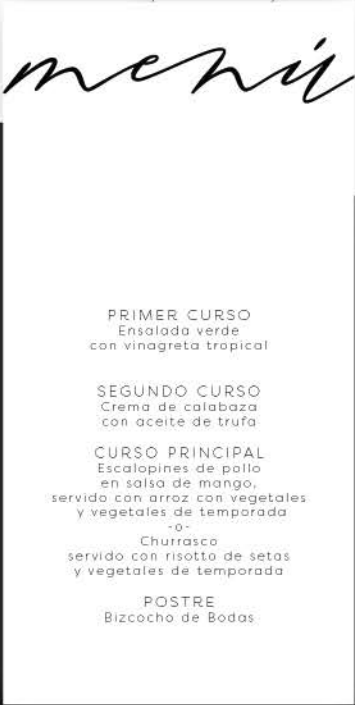 menú
PRIMER CURSO
Ensalada verde
con vinagreta tropical
SEGUNDO CURSO
Crema de calabaza
con aceite de trufa
CURSO PRINCIPAL
Escalopines de pollo
en salsa de mango,
servido con arroz con vegetales
y vegetales de temporada
-o-
Churrasco
servido con risotto de setas
y vegetales de temporada
POSTRE
Bizcocho de Bodas